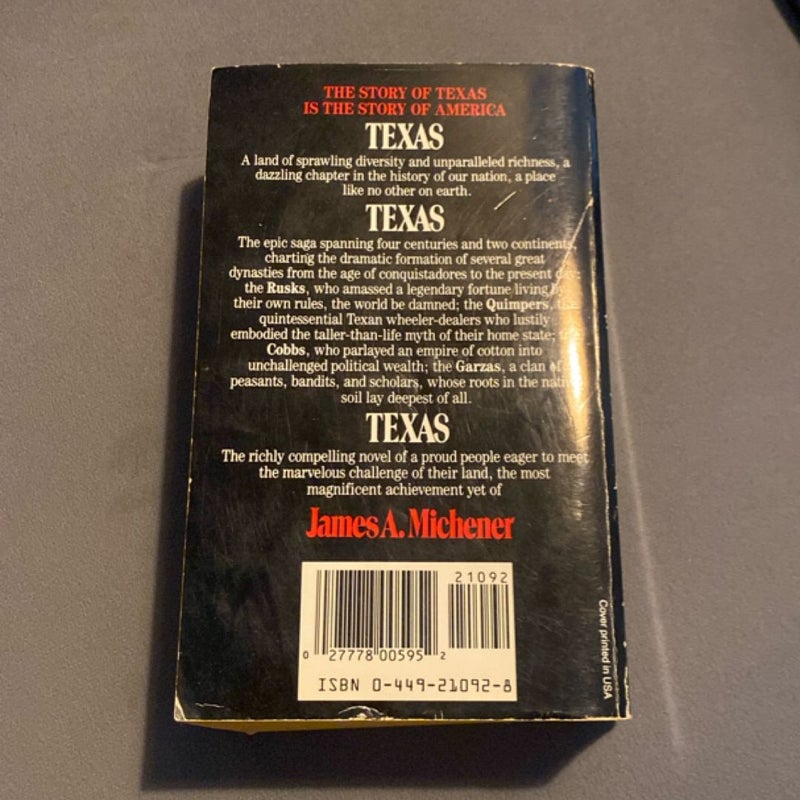 THE STORY OF TEXAS
IS THE STORY OF AMERICA
TEXAS
A land of sprawling diversity and unparalleled richness, a
dazzling chapter in the history of our nation, a place
like no other on earth.
TEXAS
The epic saga spanning four centuries and two continents,
charting the dramatic formation of several great
dynasties from the age of conquistadores to the present day:
the Rusks, who amassed a legendary fortune living by
their own rules, the world be damned; the Quimpers, the
quintessential Texan wheeler-dealers who lustily
embodied the taller-than-life myth of their home state; the
Cobbs, who parlayed an empire of cotton into
unchallenged political wealth; the Garzas, a clan of
peasants, bandits, and scholars, whose roots in the native
soil lay deepest of all.
TEXAS
The richly compelling novel of a proud people eager to meet
the marvelous challenge of their land, the most
magnificent achievement yet of
James A. Michener
21092
0 27778 00595 2
ISBN 0-449-21092-8
Cover printed in USA